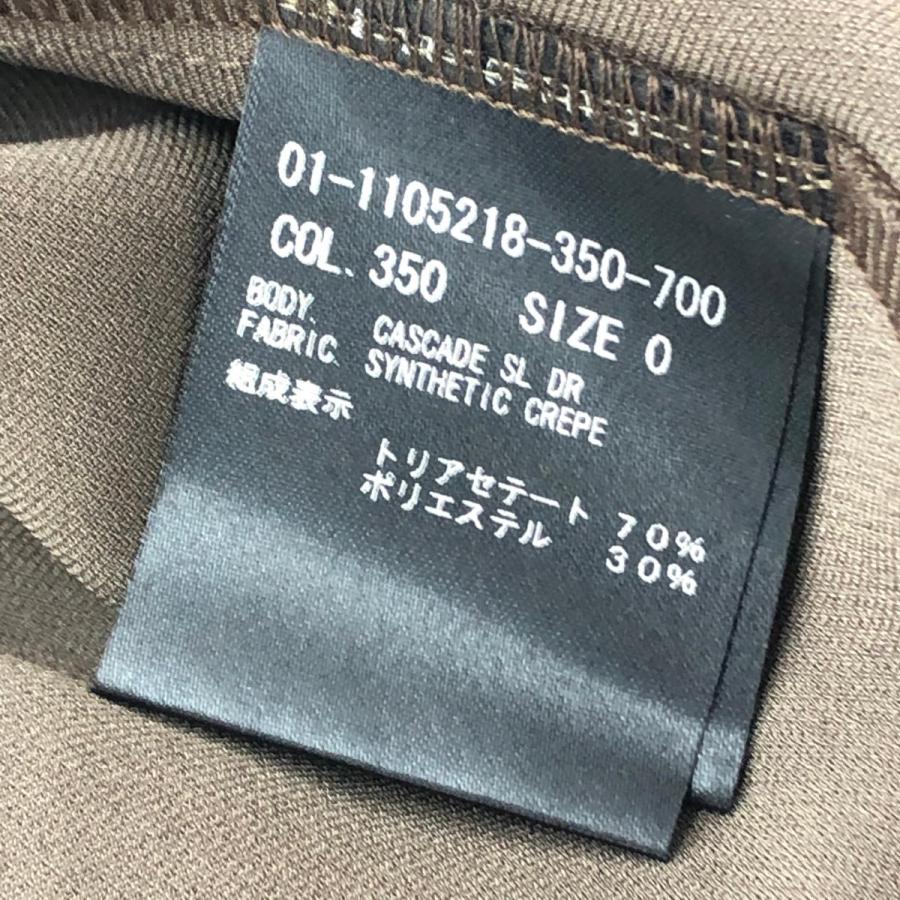 01-1105218-350-700
COL. 350 SIZE 0
BODY. CASCADE SL DR
FABRIC. SYNTHETIC CREPE
組成表示
トリアセテート 70%
ポリエステル 30%